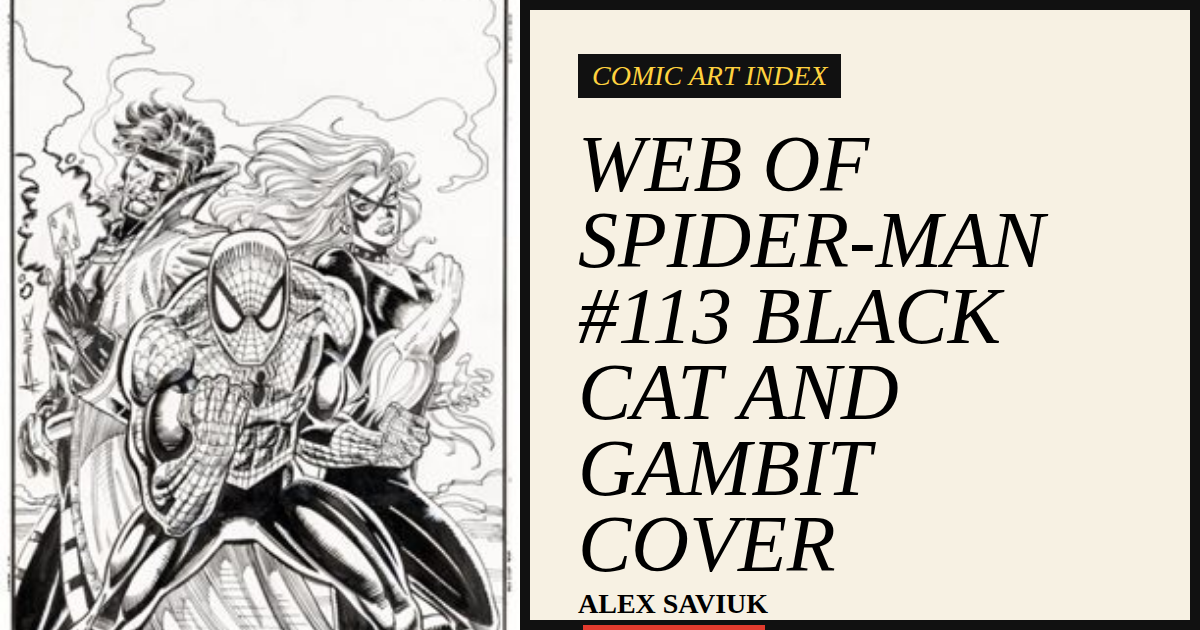 COMIC ART INDEX
WEB OF
SPIDER-MAN
#113 BLACK
CAT AND
GAMBIT
COVER
ALEX SAVIUK